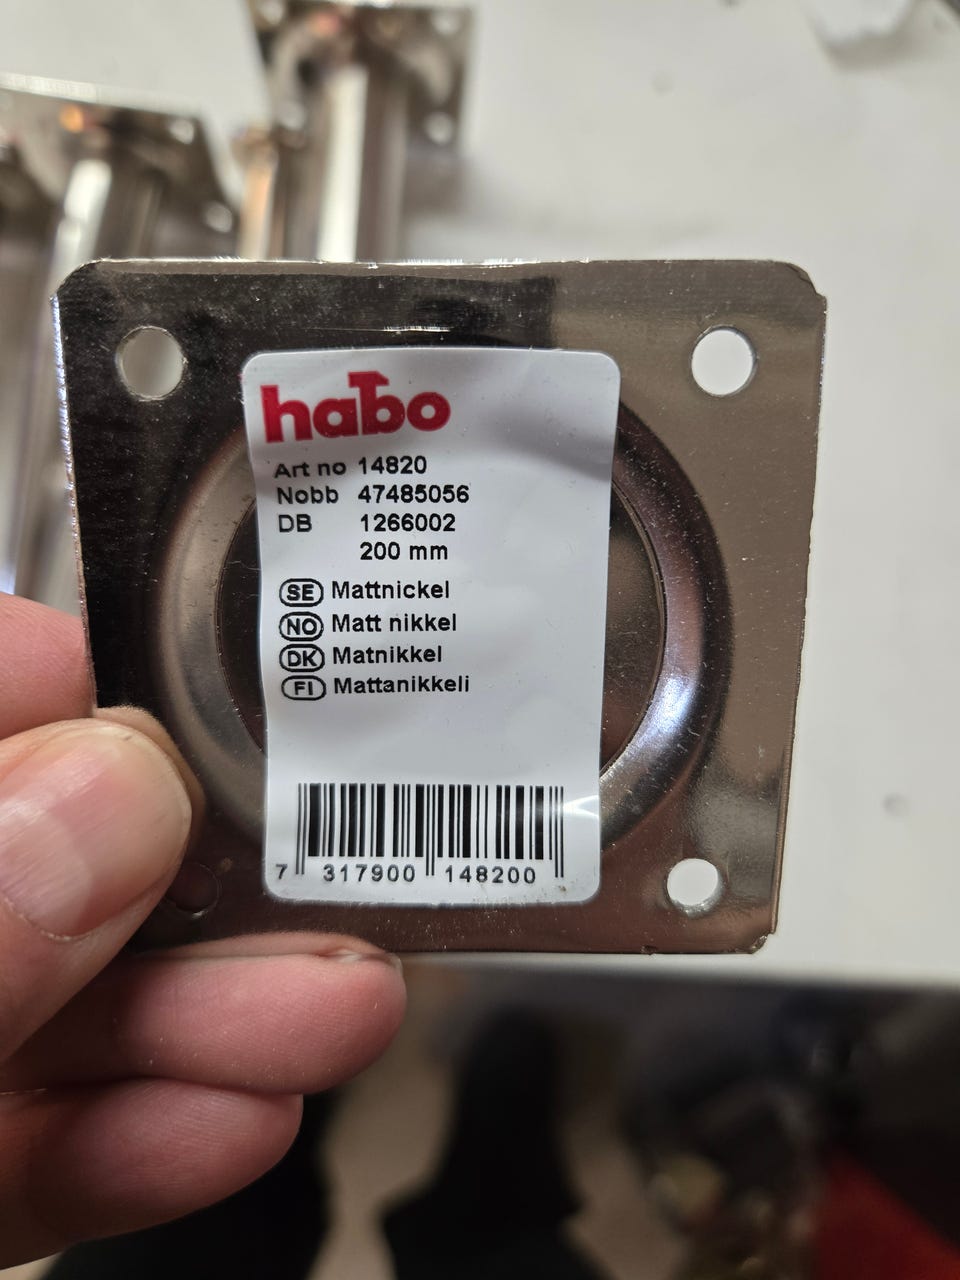 habo
Art no 14820
Nobb 47485056
DB 1266002
200 mm
SE Mattnickel
NO Matt nikkel
DK Matnikkel
FI Mattanikkeli
7 317900 148200